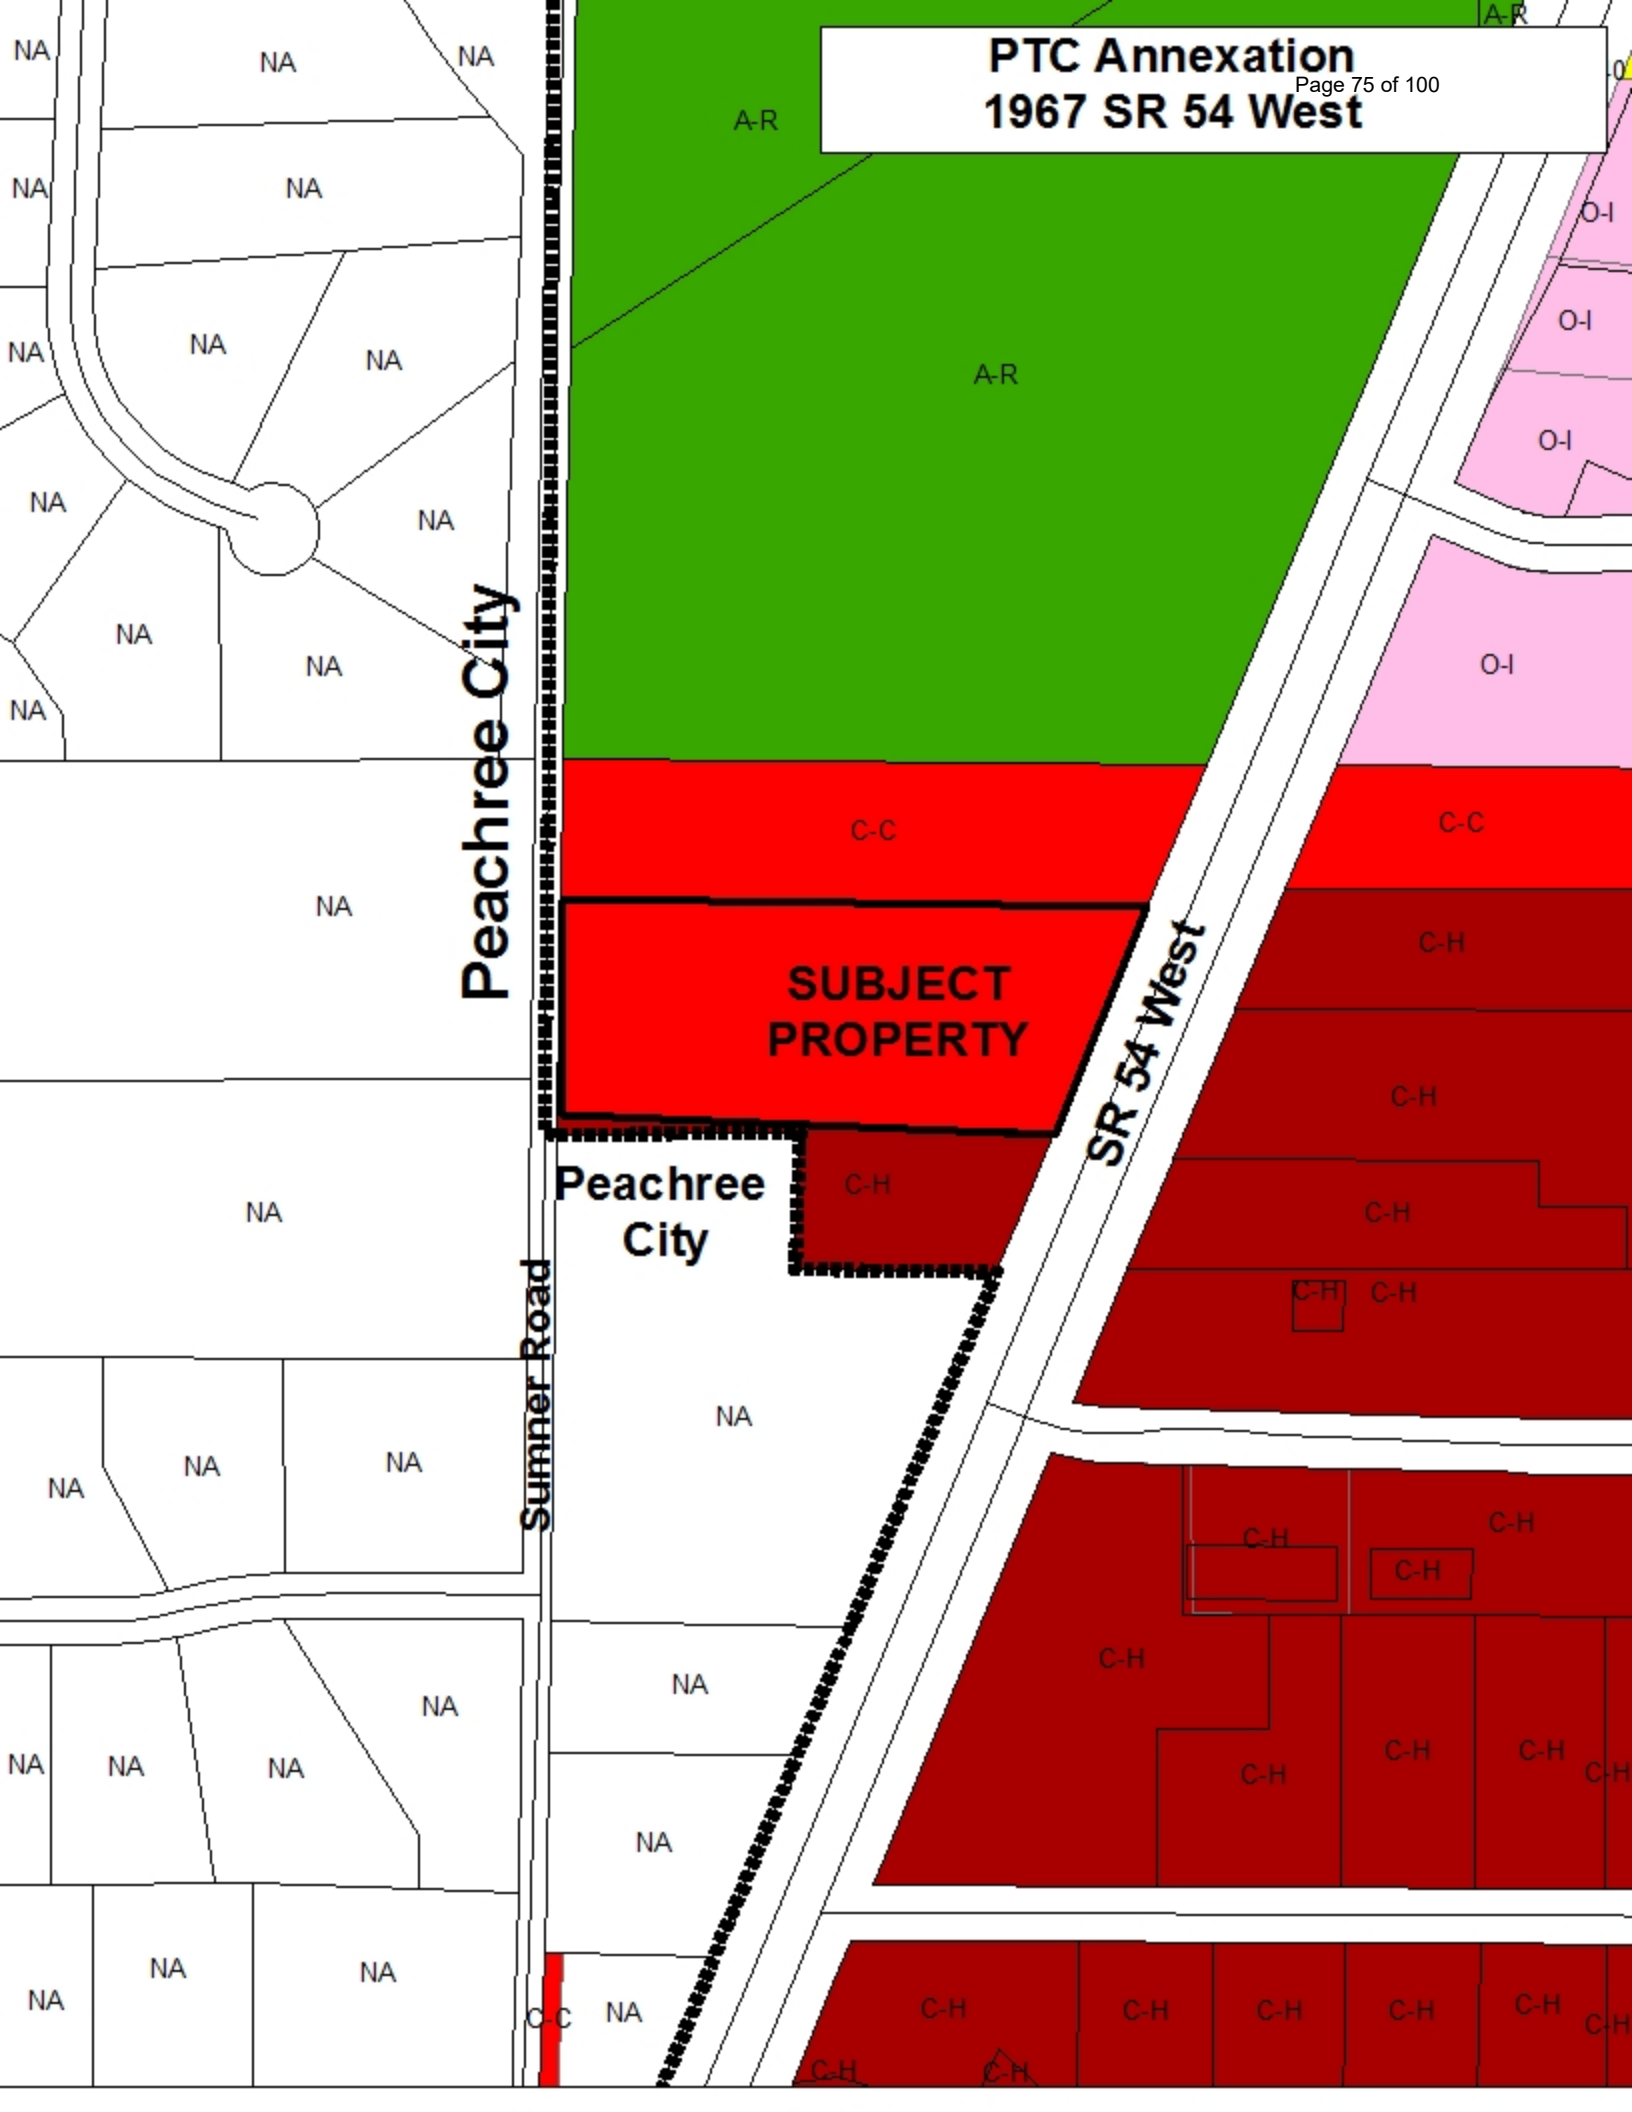 NA
NA
NA
A-R
PTC Annexation
Page 75 of 100
1967 SR 54 West
A-R
NA
NA
O-I
O-I
NA
NA
NA
A-R
O-I
NA
NA
NA
NA
NA
O-I
Peachree City
C-C
C-C
NA
C-H
SUBJECT
PROPERTY
SR 54 West
C-H
Peachree
City
C-H
NA
C-H
C-H
C-H
Sumner Road
NA
NA
NA
NA
C-H
C-H
C-H
NA
C-H
NA
NA
NA
NA
NA
C-H
C-H
C-H
C-H
NA
NA
NA
NA
C-C
NA
C-H
C-H
C-H
C-H
C-H
C-H
C-H
C-H